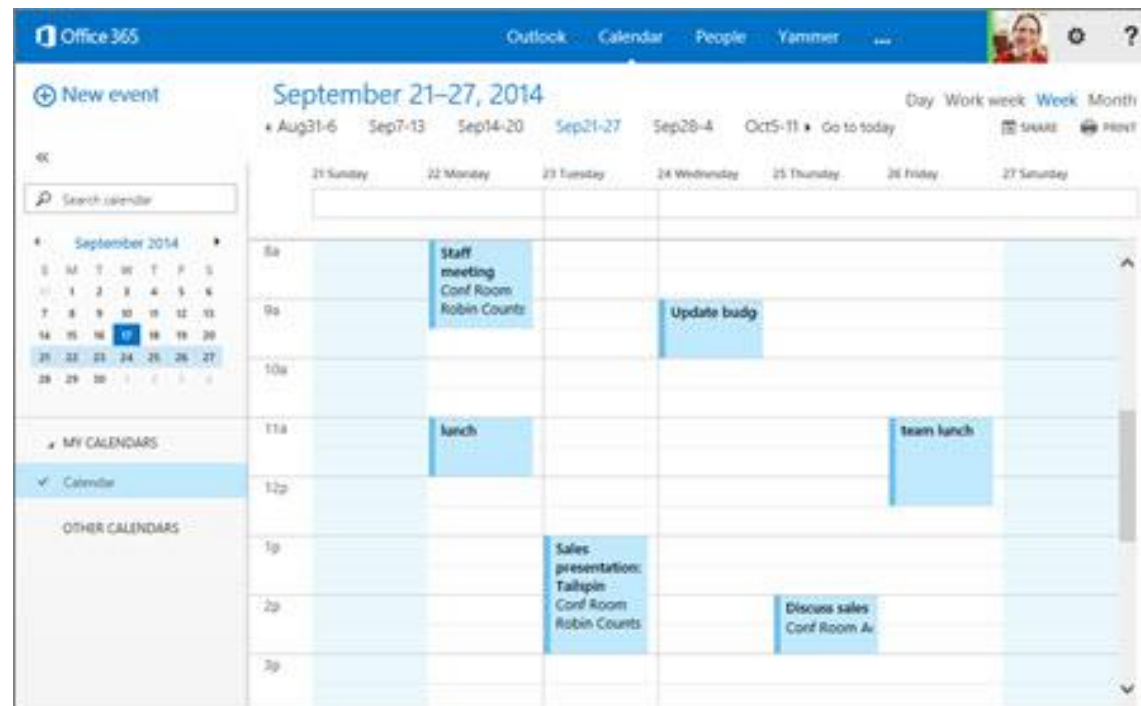 Office 365
Outlook Calendar People Yammer ...
?
New event
September 21–27, 2014
Day Work week Week Month
Aug31-6 Sep7-13 Sep14-20 Sep21-27 Sep28-4 Oct5-11 Go to today
SHARE PRINT
«
Search calendar
21 Sunday 22 Monday 23 Tuesday 24 Wednesday 25 Thursday 26 Friday 27 Saturday
September 2014
S M T W T F S
1 2 3 4 5 6
7 8 9 10 11 12 13
14 15 16 17 18 19 20
21 22 23 24 25 26 27
28 29 30
MY CALENDARS
Calendar
OTHER CALENDARS
8a
Staff
meeting
Conf Room
Robin Counts
9a
Update budg
10a
11a
lunch
team lunch
12p
1p
Sales
presentation:
Tailspin
Conf Room
Robin Counts
2p
Discuss sales
Conf Room
3p